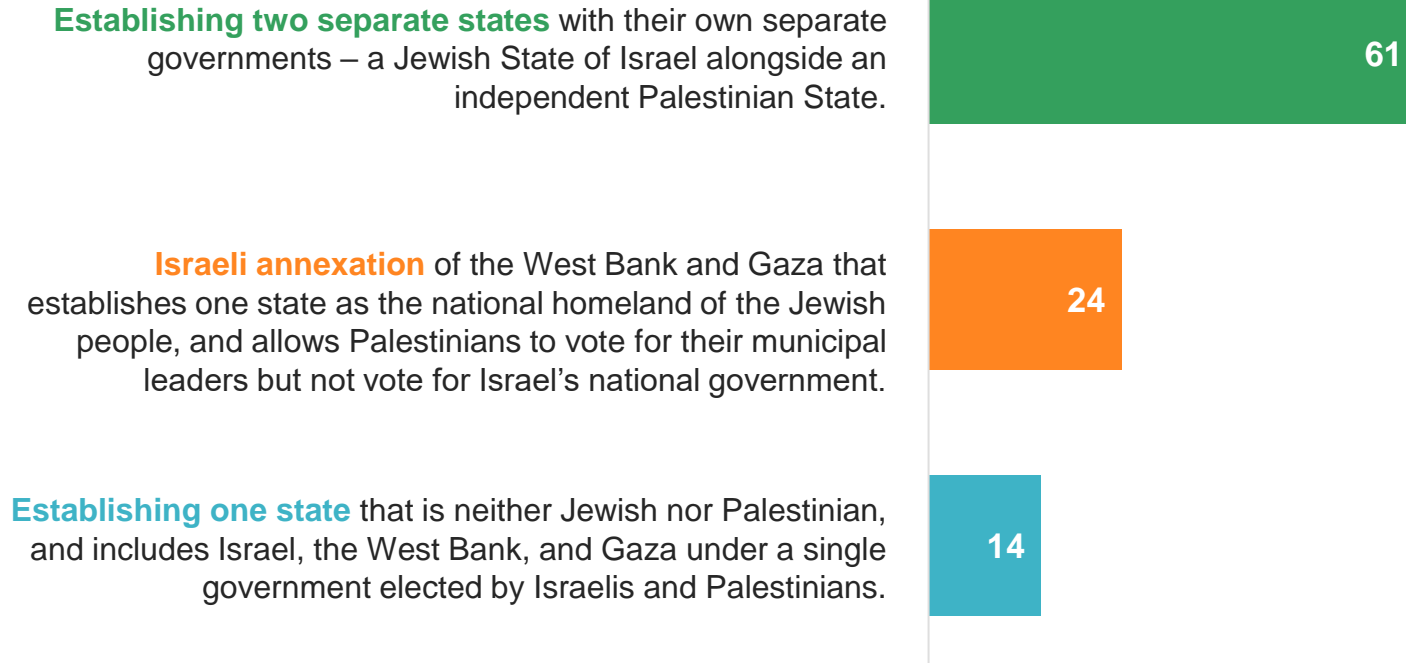 Establishing two separate states with their own separate
governments – a Jewish State of Israel alongside an
independent Palestinian State.
61
Israeli annexation of the West Bank and Gaza that
establishes one state as the national homeland of the Jewish
people, and allows Palestinians to vote for their municipal
leaders but not vote for Israel’s national government.
24
Establishing one state that is neither Jewish nor Palestinian,
and includes Israel, the West Bank, and Gaza under a single
government elected by Israelis and Palestinians.
14